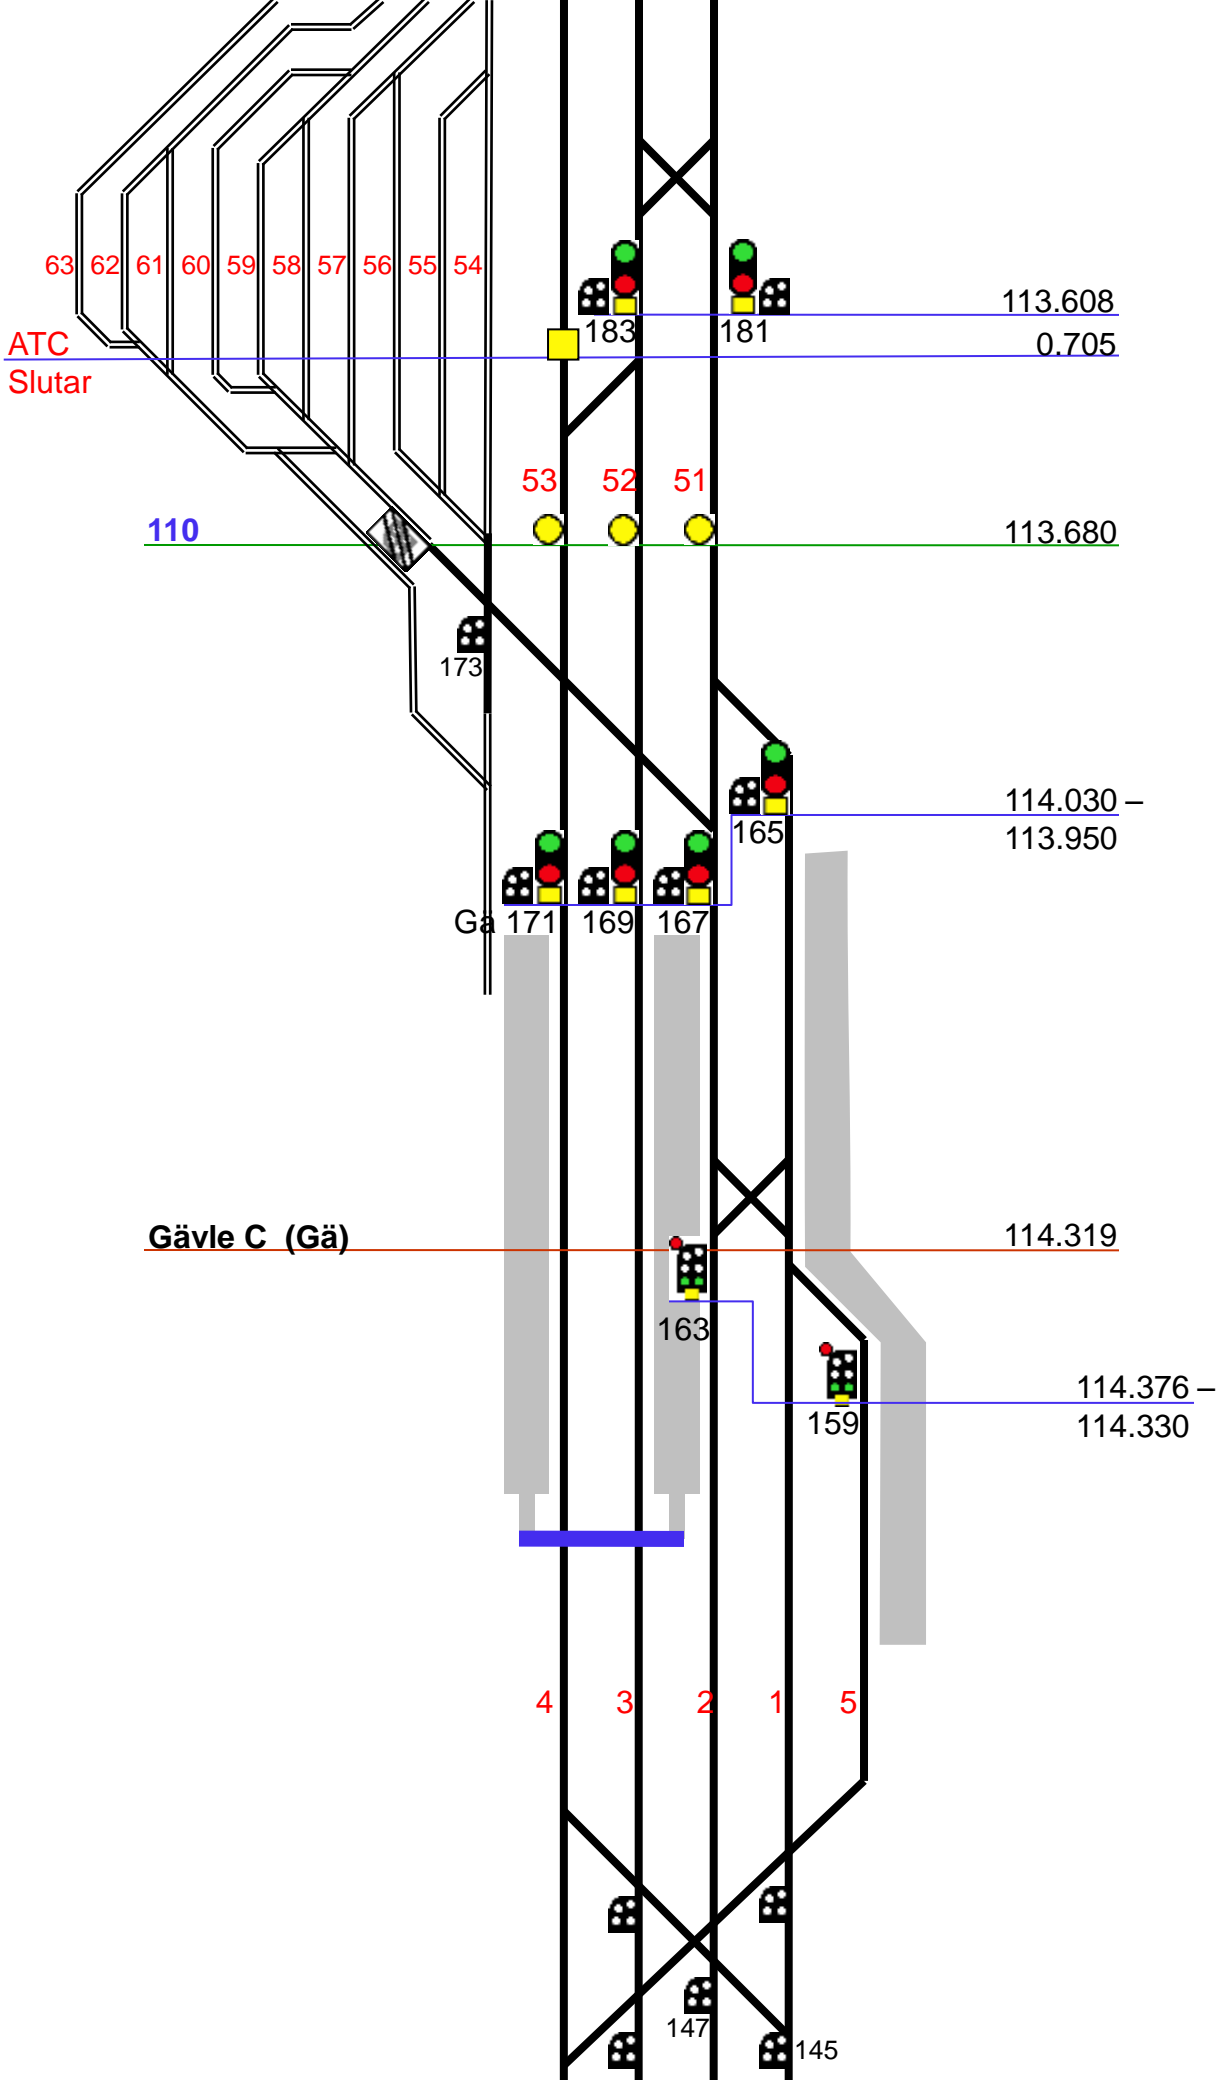 63 62 61 60 59 58 57 56 55 54
183 181 113.608
ATC 0.705
Slutar
53 52 51
110 113.680
173
165 114.030 –
113.950
Gä 171 169 167
Gävle C (Gä) 114.319
163
114.376 –
159 114.330
4 3 2 1 5
147
145